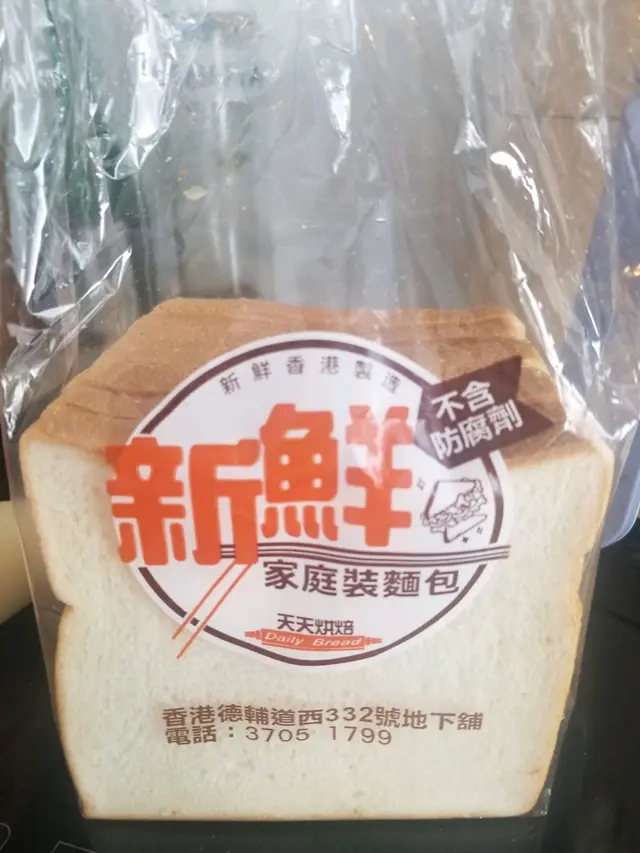 新鮮香港製造
不含
防腐劑
新鮮
家庭裝麵包
天天烘焙
Daily Bread
香港德輔道西332號地下舖
電話：3705 1799